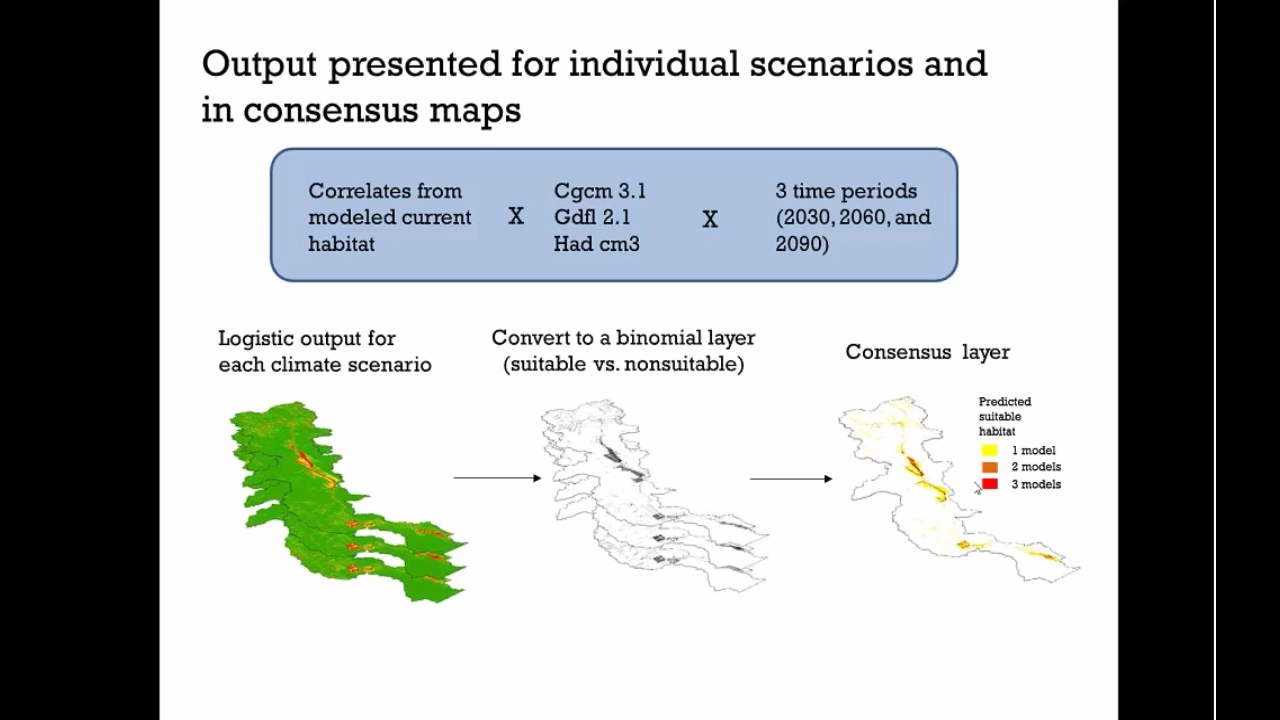 Output presented for individual scenarios and
in consensus maps
Correlates from
modeled current
habitat
X
Cgcm 3.1
Gdfl 2.1
Had cm3
X
3 time periods
(2030, 2060, and
2090)
Logistic output for
each climate scenario
Convert to a binomial layer
(suitable vs. nonsuitable)
Consensus layer
Predicted
suitable
habitat
1 model
2 models
3 models